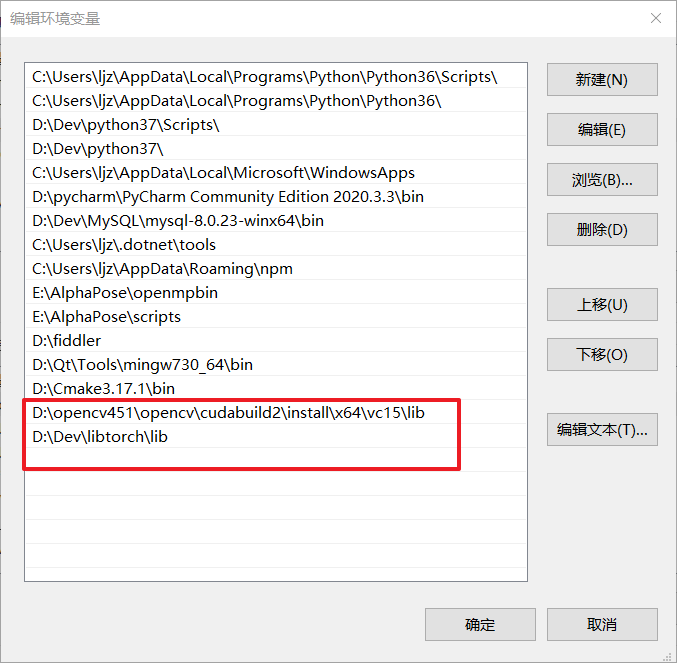 编辑环境变量
C:\Users\ljz\AppData\Local\Programs\Python\Python36\Scripts\
C:\Users\ljz\AppData\Local\Programs\Python\Python36\
D:\Dev\python37\Scripts\
D:\Dev\python37\
C:\Users\ljz\AppData\Local\Microsoft\WindowsApps
D:\pycharm\PyCharm Community Edition 2020.3.3\bin
D:\Dev\MySQL\mysql-8.0.23-winx64\bin
C:\Users\ljz\.dotnet\tools
C:\Users\ljz\AppData\Roaming\npm
E:\AlphaPose\openmpbin
E:\AlphaPose\scripts
D:\fiddler
D:\Qt\Tools\mingw730_64\bin
D:\Cmake3.17.1\bin
D:\opencv451\opencv\cudabuild2\install\x64\vc15\lib
D:\Dev\libtorch\lib
新建(N)
编辑(E)
浏览(B)...
删除(D)
上移(U)
下移(O)
编辑文本(T)...
确定
取消